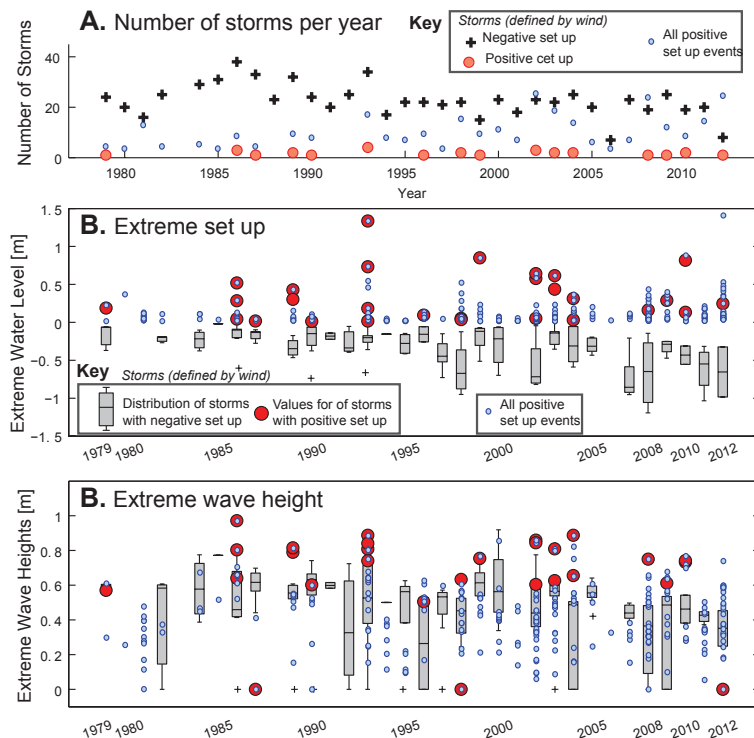 A. Number of storms per year
Key
Storms (defined by wind)
Negative set up
Positive cet up
All positive
set up events
Number of Storms
40
20
0
1980
1985
1990
1995
2000
2005
2010
Year
B. Extreme set up
Extreme Water Level [m]
1.5
1
0.5
0
−0.5
−1
−1.5
Key
Storms (defined by wind)
Distribution of storms
with negative set up
Values for of storms
with positive set up
All positive
set up events
1979
1980
1985
1990
1995
2000
2005
2008
2010
2012
B. Extreme wave height
Extreme Wave Heights [m]
1
0.8
0.6
0.4
0.2
0
1979
1980
1985
1990
1995
2000
2005
2008
2010
2012